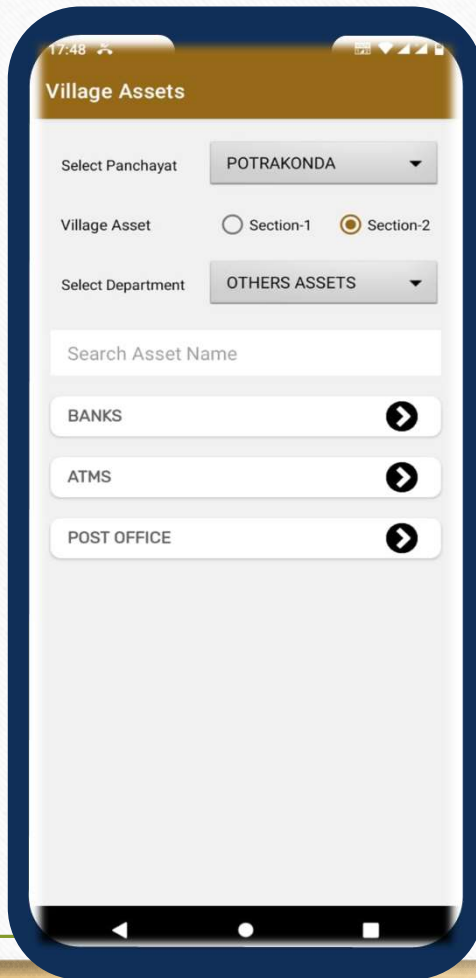 17:48
Village Assets
Select Panchayat POTRAKONDA
Village Asset Section-1 Section-2
Select Department OTHERS ASSETS
Search Asset Name
BANKS
ATMS
POST OFFICE